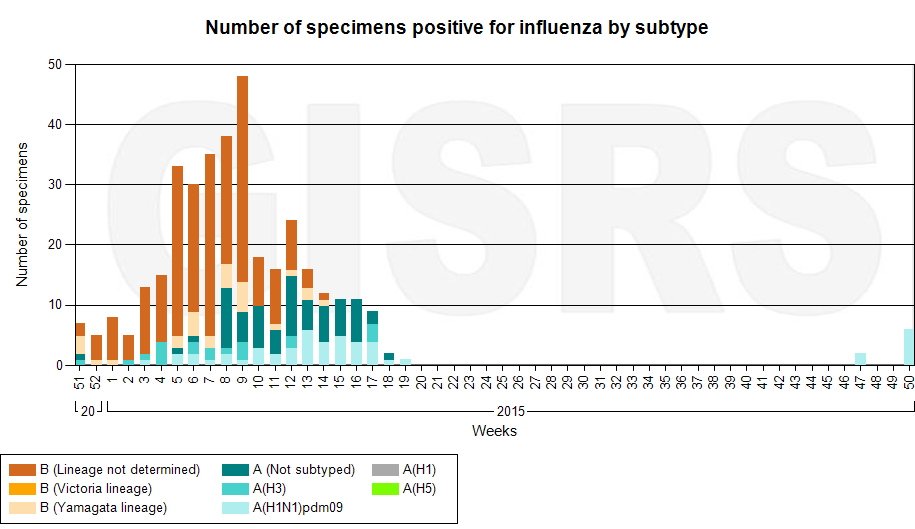 Number of specimens positive for influenza by subtype
GISRS
Number of specimens
50
40
30
20
10
0
51 52 1 2 3 4 5 6 7 8 9 10 11 12 13 14 15 16 17 18 19 20 21 22 23 24 25 26 27 28 29 30 31 32 33 34 35 36 37 38 39 40 41 42 43 44 45 46 47 48 49 50
20 2015
Weeks
B (Lineage not determined) A (Not subtyped) A(H1)
B (Victoria lineage) A(H3) A(H5)
B (Yamagata lineage) A(H1N1)pdm09